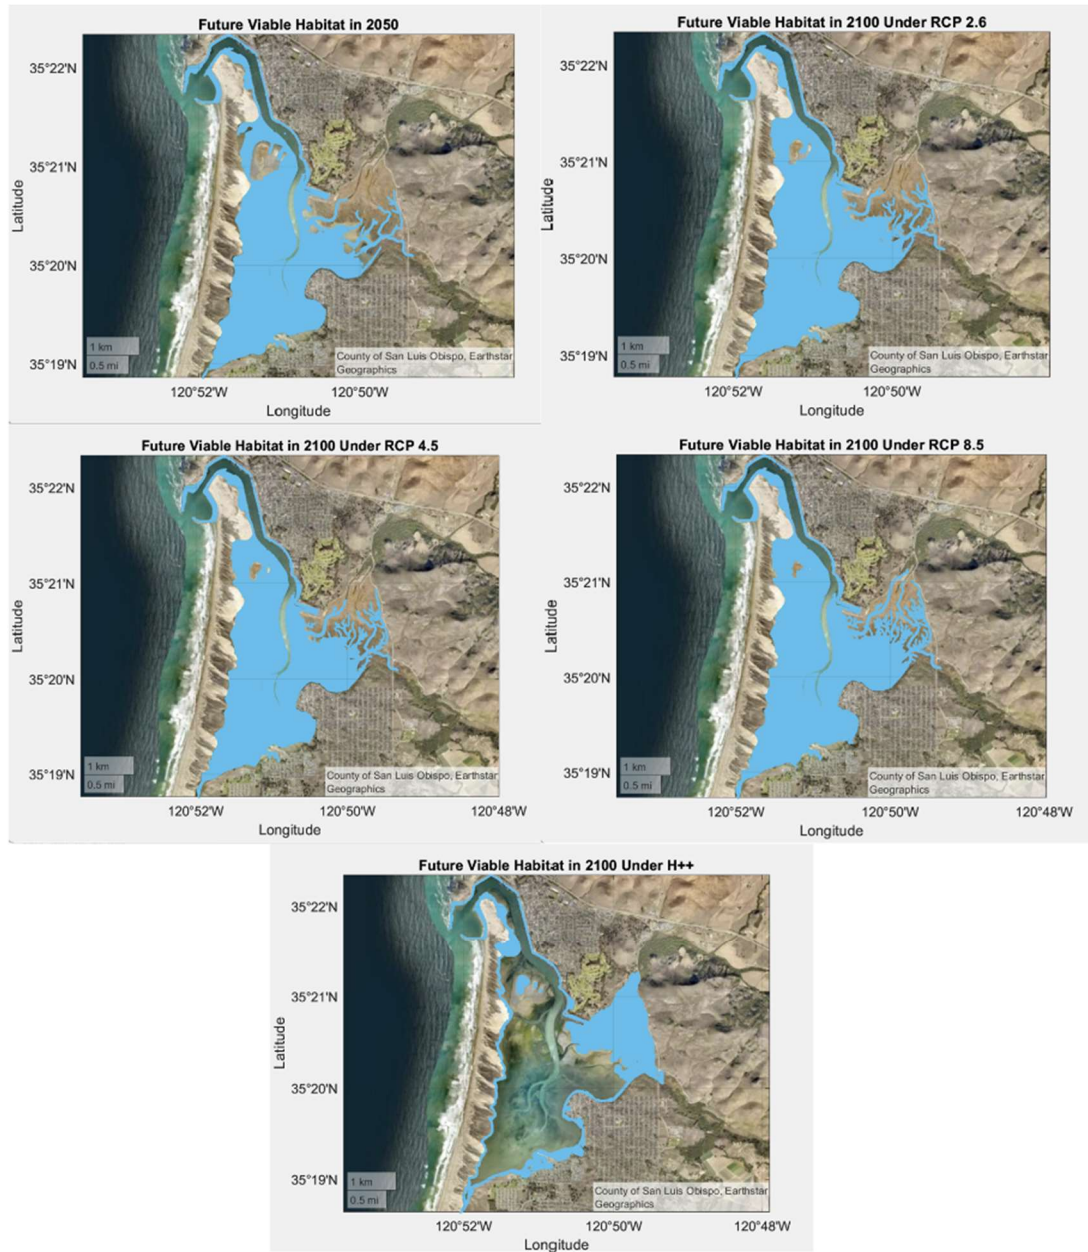 Future Viable Habitat in 2050
35°22'N
35°21'N
35°20'N
35°19'N
Latitude
1 km
0.5 mi
County of San Luis Obispo, Earthstar
Geographics
120°52'W
120°50'W
Longitude
Future Viable Habitat in 2100 Under RCP 2.6
35°22'N
35°21'N
35°20'N
35°19'N
Latitude
1 km
0.5 mi
County of San Luis Obispo, Earthstar
Geographics
120°52'W
120°50'W
Longitude
Future Viable Habitat in 2100 Under RCP 4.5
35°22'N
35°21'N
35°20'N
35°19'N
Latitude
1 km
0.5 mi
County of San Luis Obispo, Earthstar
Geographics
120°52'W
120°50'W
120°48'W
Longitude
Future Viable Habitat in 2100 Under RCP 8.5
35°22'N
35°21'N
35°20'N
35°19'N
Latitude
1 km
0.5 mi
County of San Luis Obispo, Earthstar
Geographics
120°52'W
120°50'W
120°48'W
Longitude
Future Viable Habitat in 2100 Under H++
35°22'N
35°21'N
35°20'N
35°19'N
Latitude
1 km
0.5 mi
County of San Luis Obispo, Earthstar
Geographics
120°52'W
120°50'W
120°48'W
Longitude